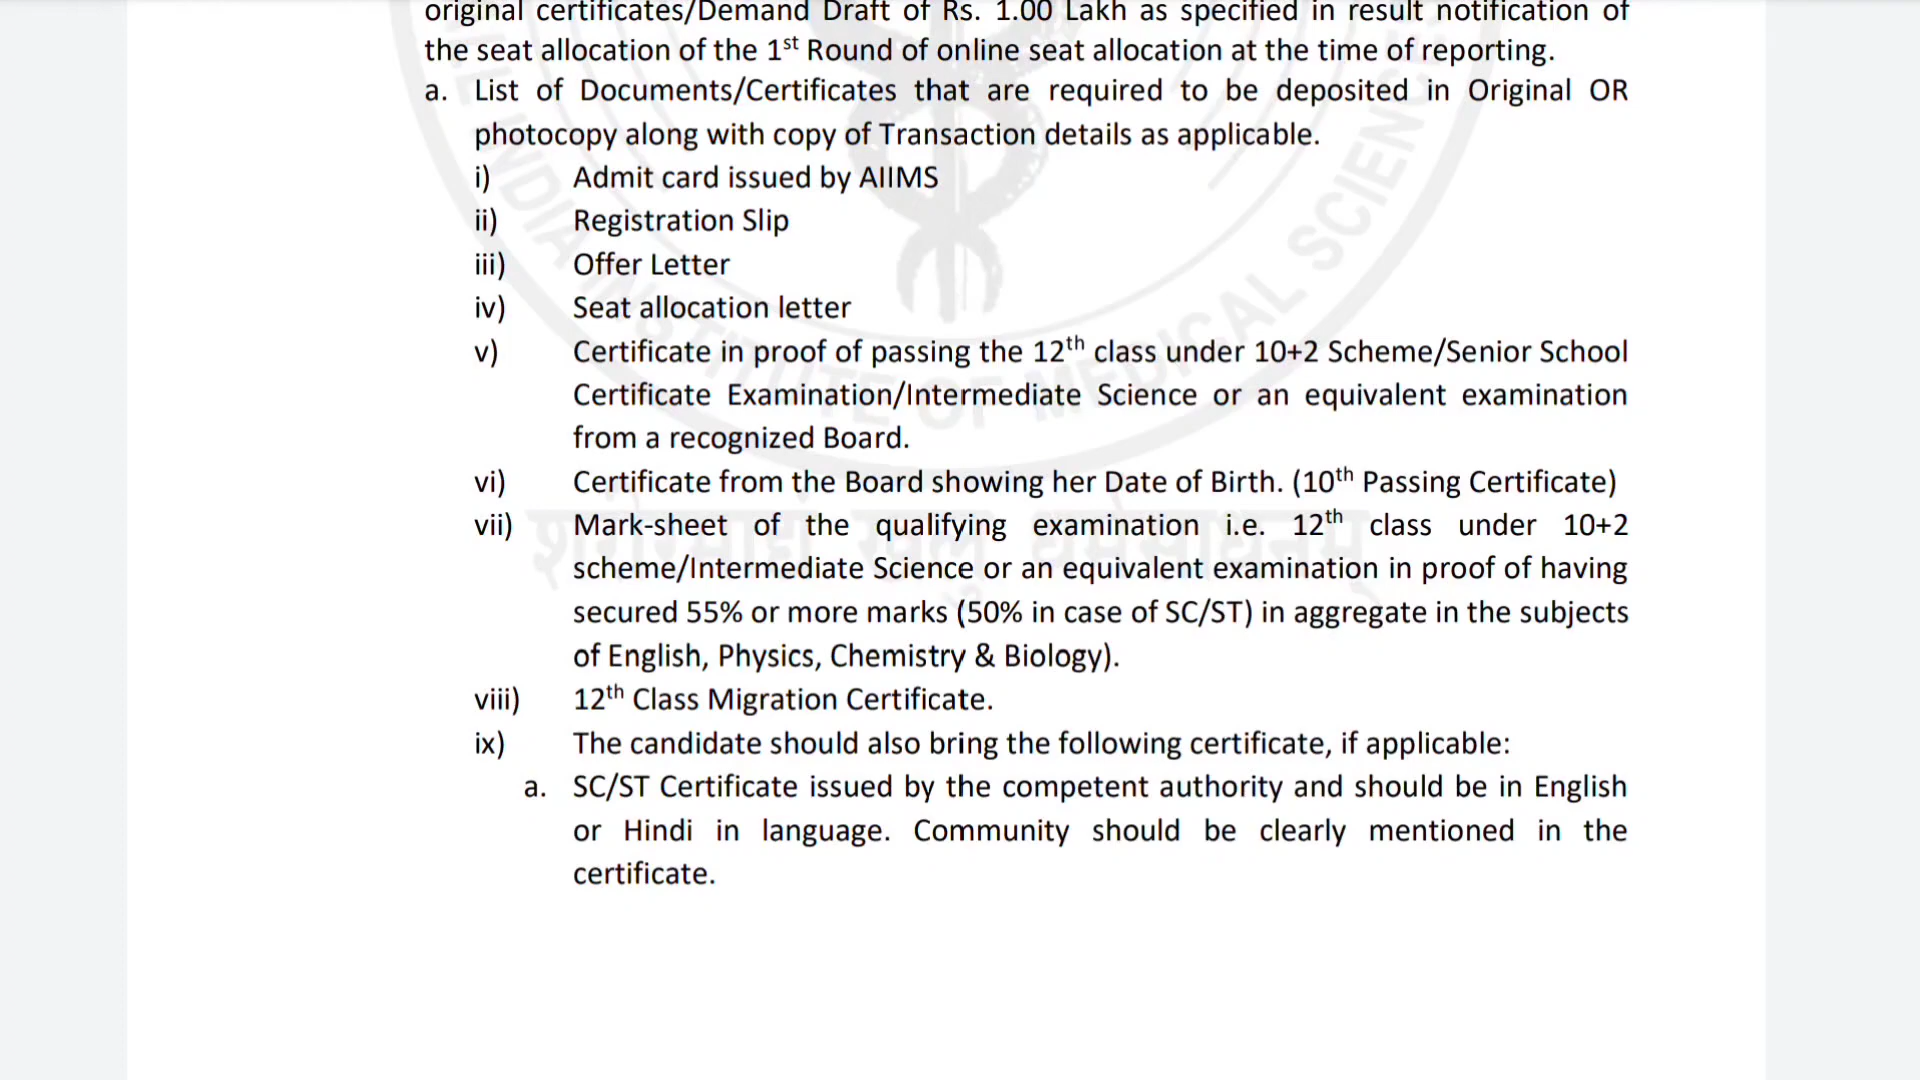 original certificates/Demand Draft of Rs. 1.00 Lakh as specified in result notification of
the seat allocation of the 1st Round of online seat allocation at the time of reporting.
a. List of Documents/Certificates that are required to be deposited in Original OR
photocopy along with copy of Transaction details as applicable.
i) Admit card issued by AIIMS
ii) Registration Slip
iii) Offer Letter
iv) Seat allocation letter
v) Certificate in proof of passing the 12th class under 10+2 Scheme/Senior School
Certificate Examination/Intermediate Science or an equivalent examination
from a recognized Board.
vi) Certificate from the Board showing her Date of Birth. (10th Passing Certificate)
vii) Mark-sheet of the qualifying examination i.e. 12th class under 10+2
scheme/Intermediate Science or an equivalent examination in proof of having
secured 55% or more marks (50% in case of SC/ST) in aggregate in the subjects
of English, Physics, Chemistry & Biology).
viii) 12th Class Migration Certificate.
ix) The candidate should also bring the following certificate, if applicable:
a. SC/ST Certificate issued by the competent authority and should be in English
or Hindi in language. Community should be clearly mentioned in the
certificate.
INDIA INSTITUTE OF MEDICAL SCIENCE